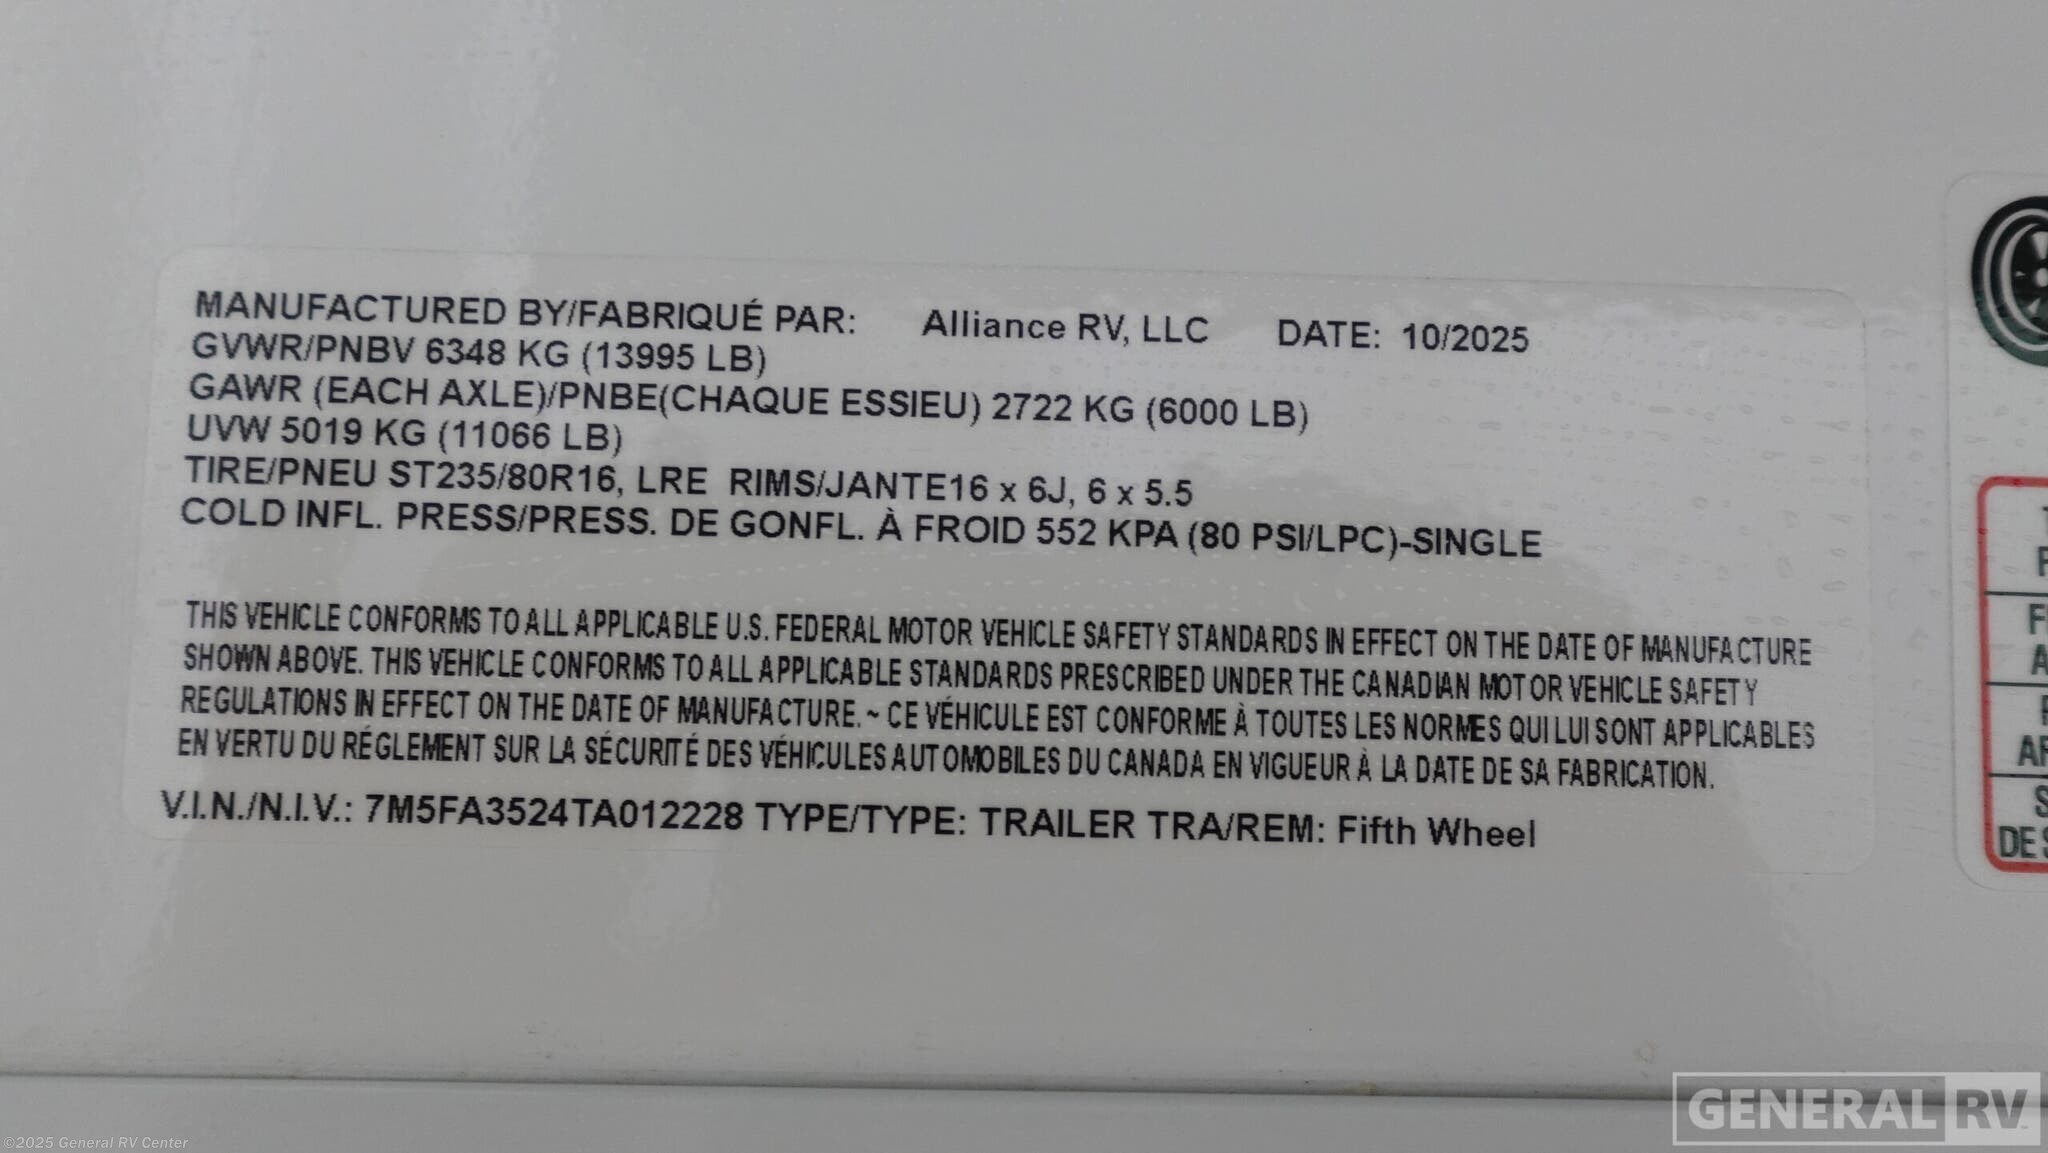 MANUFACTURED BY/FABRIQUÉ PAR: Alliance RV, LLC DATE: 10/2025
GVWR/PNBV 6348 KG (13995 LB)
GAWR (EACH AXLE)/PNBE(CHAQUE ESSIEU) 2722 KG (6000 LB)
UVW 5019 KG (11066 LB)
TIRE/PNEU ST235/80R16, LRE RIMS/JANTE16 x 6J, 6 x 5.5
COLD INFL. PRESS/PRESS. DE GONFL. À FROID 552 KPA (80 PSI/LPC)-SINGLE
THIS VEHICLE CONFORMS TO ALL APPLICABLE U.S. FEDERAL MOTOR VEHICLE SAFETY STANDARDS IN EFFECT ON THE DATE OF MANUFACTURE
SHOWN ABOVE. THIS VEHICLE CONFORMS TO ALL APPLICABLE STANDARDS PRESCRIBED UNDER THE CANADIAN MOTOR VEHICLE SAFETY
REGULATIONS IN EFFECT ON THE DATE OF MANUFACTURE. ~ CE VÉHICULE EST CONFORME À TOUTES LES NORMES QUI LUI SONT APPLICABLES
EN VERTU DU RÉGLEMENT SUR LA SÉCURITÉ DES VÉHICULES AUTOMOBILES DU CANADA EN VIGUEUR À LA DATE DE SA FABRICATION.
V.I.N./N.I.V.: 7M5FA3524TA012228 TYPE/TYPE: TRAILER TRA/REM: Fifth Wheel
DE
GENERAL RV
©2025 General RV Center